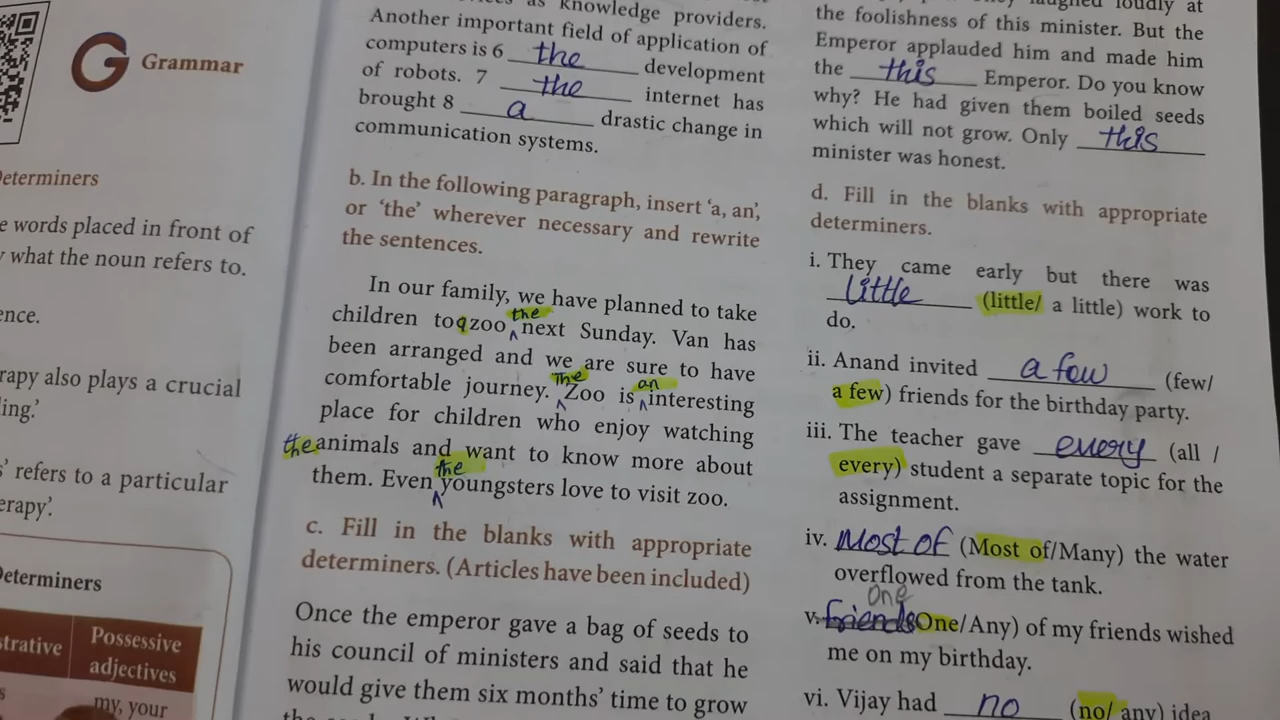 Grammar
Determiners
e words placed in front of
y what the noun refers to.
ence.
rapy also plays a crucial
ling.'
s' refers to a particular
erapy'.
Determiners
strative Possessive
adjectives
s my, your
as knowledge providers.
Another important field of application of
computers is 6 the development
of robots. 7 the internet has
brought 8 a drastic change in
communication systems.
b. In the following paragraph, insert 'a, an',
or 'the' wherever necessary and rewrite
the sentences.
In our family, we have planned to take
children to a zoo the next Sunday. Van has
been arranged and we are sure to have
comfortable journey. The Zoo is an interesting
place for children who enjoy watching
the animals and want to know more about
them. Even the youngsters love to visit zoo.
c. Fill in the blanks with appropriate
determiners. (Articles have been included)
Once the emperor gave a bag of seeds to
his council of ministers and said that he
would give them six months' time to grow
laughed loudly at
the foolishness of this minister. But the
Emperor applauded him and made him
the this Emperor. Do you know
why? He had given them boiled seeds
which will not grow. Only this
minister was honest.
d. Fill in the blanks with appropriate
determiners.
i. They came early but there was
little (little/ a little) work to
do.
ii. Anand invited a few (few/
a few) friends for the birthday party.
iii. The teacher gave every (all /
every) student a separate topic for the
assignment.
iv. Most of (Most of/Many) the water
overflowed from the tank.
One
v. friends One/Any) of my friends wished
me on my birthday.
vi. Vijay had no (no/ any) idea